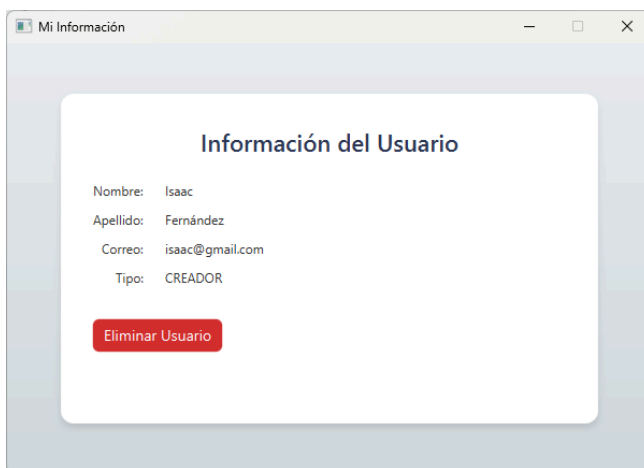 Mi Información
Información del Usuario
Nombre: Isaac
Apellido: Fernández
Correo: isaac@gmail.com
Tipo: CREADOR
Eliminar Usuario